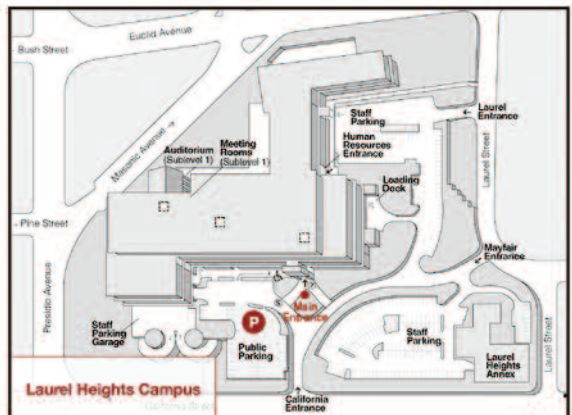 Euclid Avenue
Bush Street
Masonic Avenue →
Auditorium
(Sublevel 1)
Meeting
Rooms
(Sublevel 1)
Staff
Parking
Human
Resources
Entrance
Laurel
Entrance
Loading
Dock
Laurel Street
Pine Street
Presidio Avenue
Mayfair
Entrance
Main
Entrance
Staff
Parking
Garage
P
Public
Parking
Staff
Parking
Laurel
Heights
Annex
Laurel Street
Laurel Heights Campus
California Street
California
Entrance